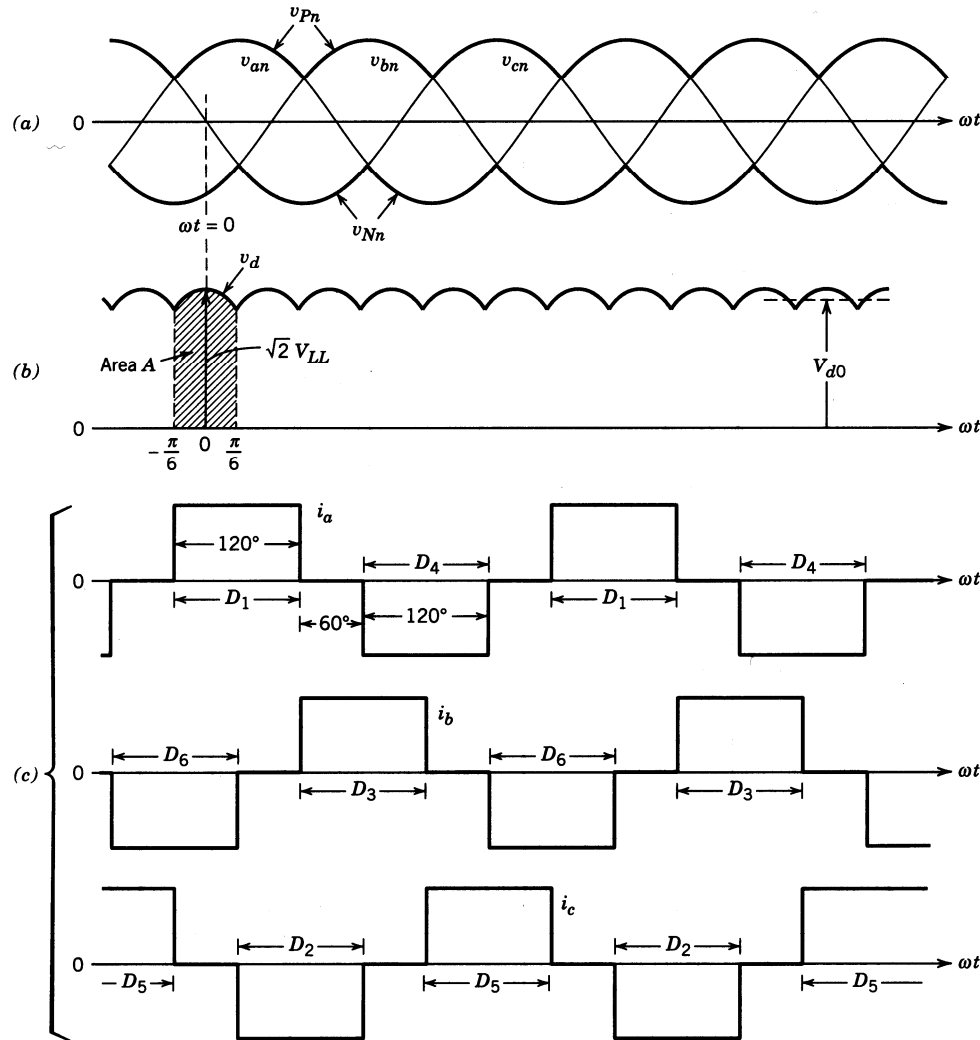 v_Pn
v_an v_bn v_cn
(a) 0 ωt
v_Nn
ωt = 0
v_d
Area A √2 V_LL V_d0
(b)
0 ωt
-π/6 0 π/6
i_a
120° D_4 D_4
0 ωt
D_1 60° 120° D_1
i_b
D_6 D_6
(c) 0 ωt
D_3 D_3
i_c
D_2 D_2
0 ωt
D_5 D_5 D_5